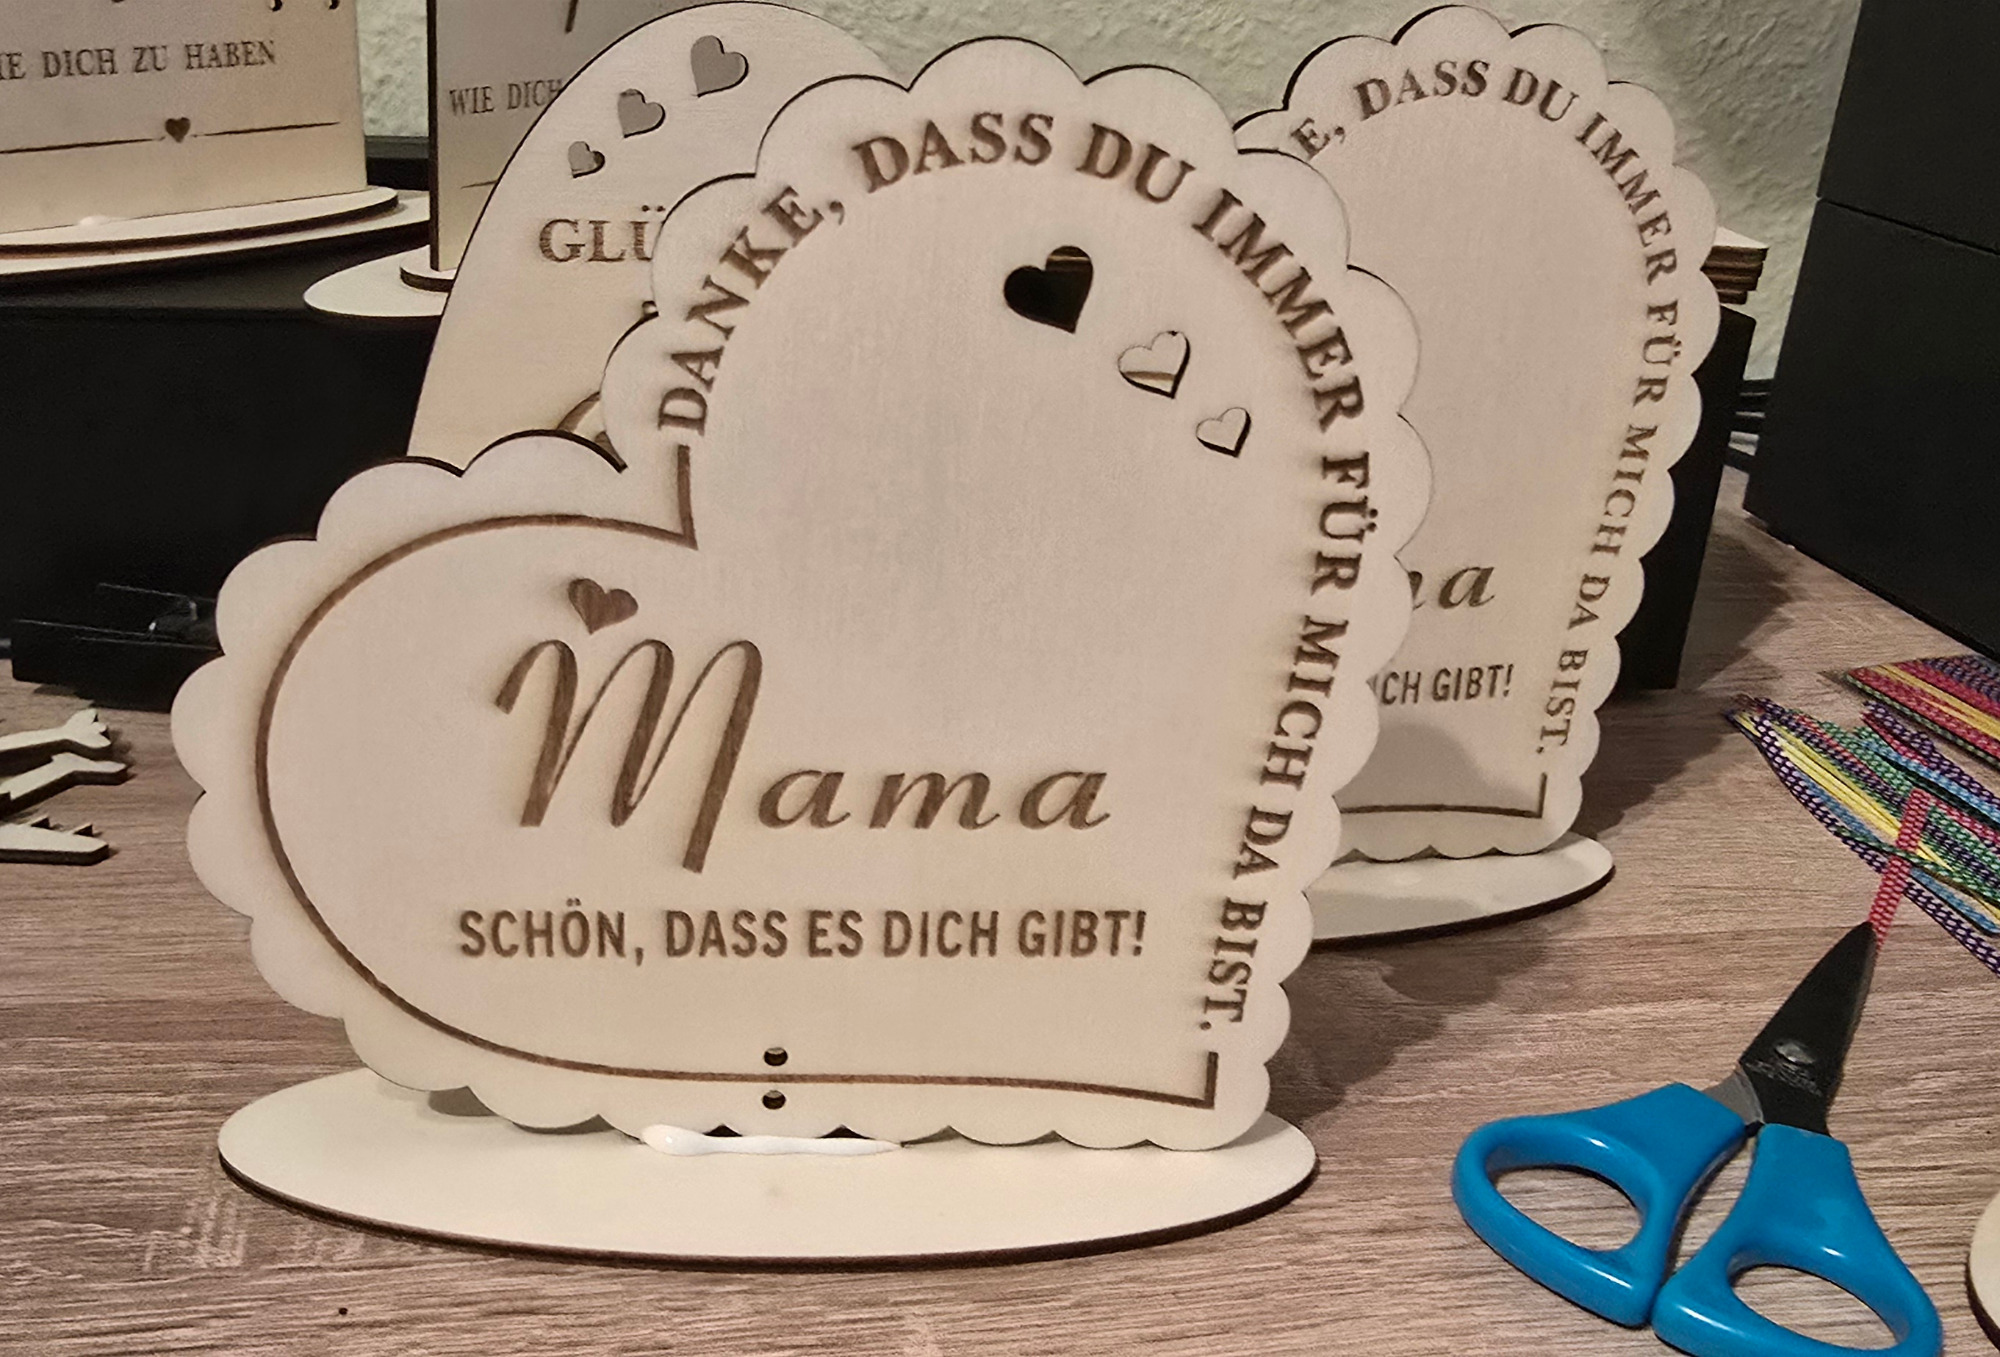 DICH ZU HABEN
WIE DICH
GLÜ
DANKE, DASS DU IMMER FÜR MICH DA BIST.
Mama
SCHÖN, DASS ES DICH GIBT!
E, DASS DU IMMER FÜR MICH DA BIST.
a
ICH GIBT!